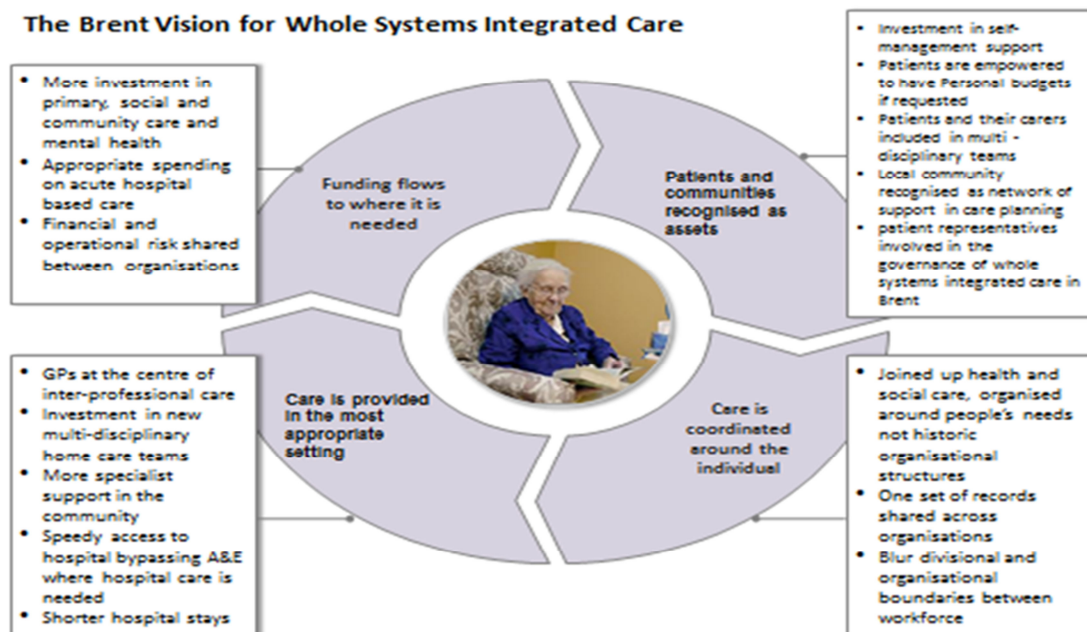 The Brent Vision for Whole Systems Integrated Care
• More investment in
primary, social and
community care and
mental health
• Appropriate spending
on acute hospital
based care
• Financial and
operational risk shared
between organisations
Funding flows
to where it is
needed
Patients and
communities
recognised as
assets
• Investment in self-
management support
• Patients are empowered
to have Personal budgets
if requested
• Patients and their carers
included in multi -
disciplinary teams
• Local community
recognised as network of
support in care planning
• patient representatives
involved in the
governance of whole
systems integrated care in
Brent
• GPs at the centre of
inter-professional care
• Investment in new
multi-disciplinary
home care teams
• More specialist
support in the
community
• Speedy access to
hospital bypassing A&E
where hospital care is
needed
• Shorter hospital stays
Care is provided
in the most
appropriate
setting
Care is
coordinated
around the
individual
• Joined up health and
social care, organised
around people's needs
not historic
organisational
structures
• One set of records
shared across
organisations
• Blur divisional and
organisational
boundaries between
workforce